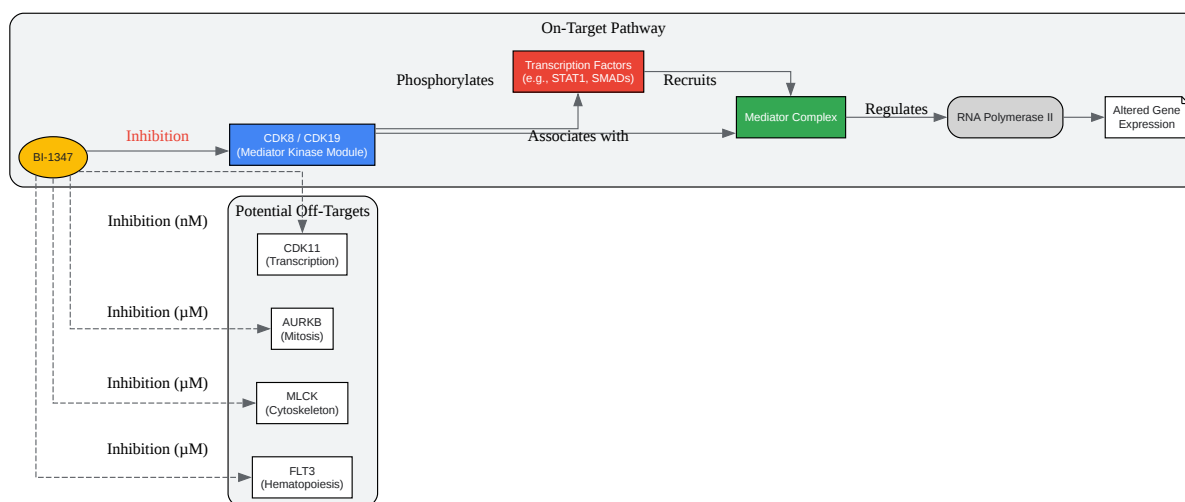 On-Target Pathway
Transcription Factors
(e.g., STAT1, SMADs)
Phosphorylates
Recruits
Inhibition
CDK8 / CDK19
(Mediator Kinase Module)
Associates with
Mediator Complex
Regulates
RNA Polymerase II
Altered Gene
Expression
BI-1347
Potential Off-Targets
Inhibition (nM)
CDK11
(Transcription)
Inhibition (µM)
AURKB
(Mitosis)
Inhibition (µM)
MLCK
(Cytoskeleton)
Inhibition (µM)
FLT3
(Hematopoiesis)